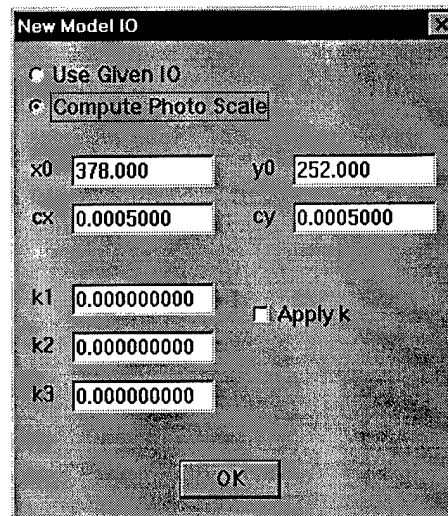 New Model IO
Use Given IO
Compute Photo Scale
x0 378.000 y0 252.000
cx 0.0005000 cy 0.0005000
k1 0.000000000
Apply k
k2 0.000000000
k3 0.000000000
OK